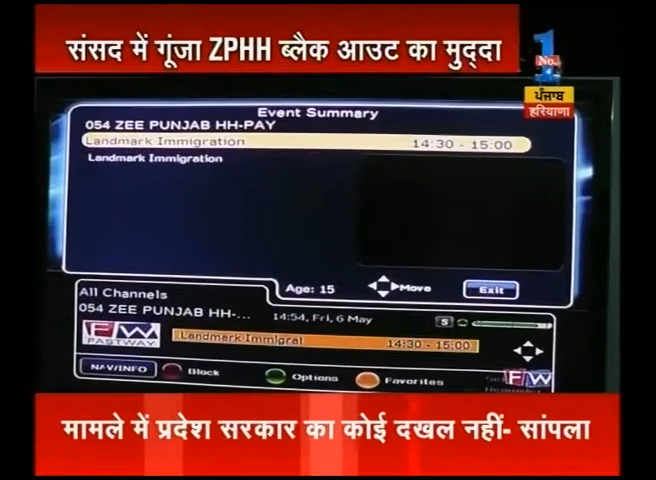 संसद में गूंजा ZPHH ब्लैक आउट का मुद्दा
No. 1
ਪੰਜਾਬ
हरियाणा
Event Summary
054 ZEE PUNJAB HH-PAY
Landmark Immigration 14:30 - 15:00
Landmark Immigration
Age: 15 Move Exit
All Channels
054 ZEE PUNJAB HH-... 14:54, Fri, 6 May S
FW
FASTWAY
Landmark Immigrat 14:30 - 15:00
NAV/INFO Block Options Favorites
FW
मामले में प्रदेश सरकार का कोई दखल नहीं- सांपला